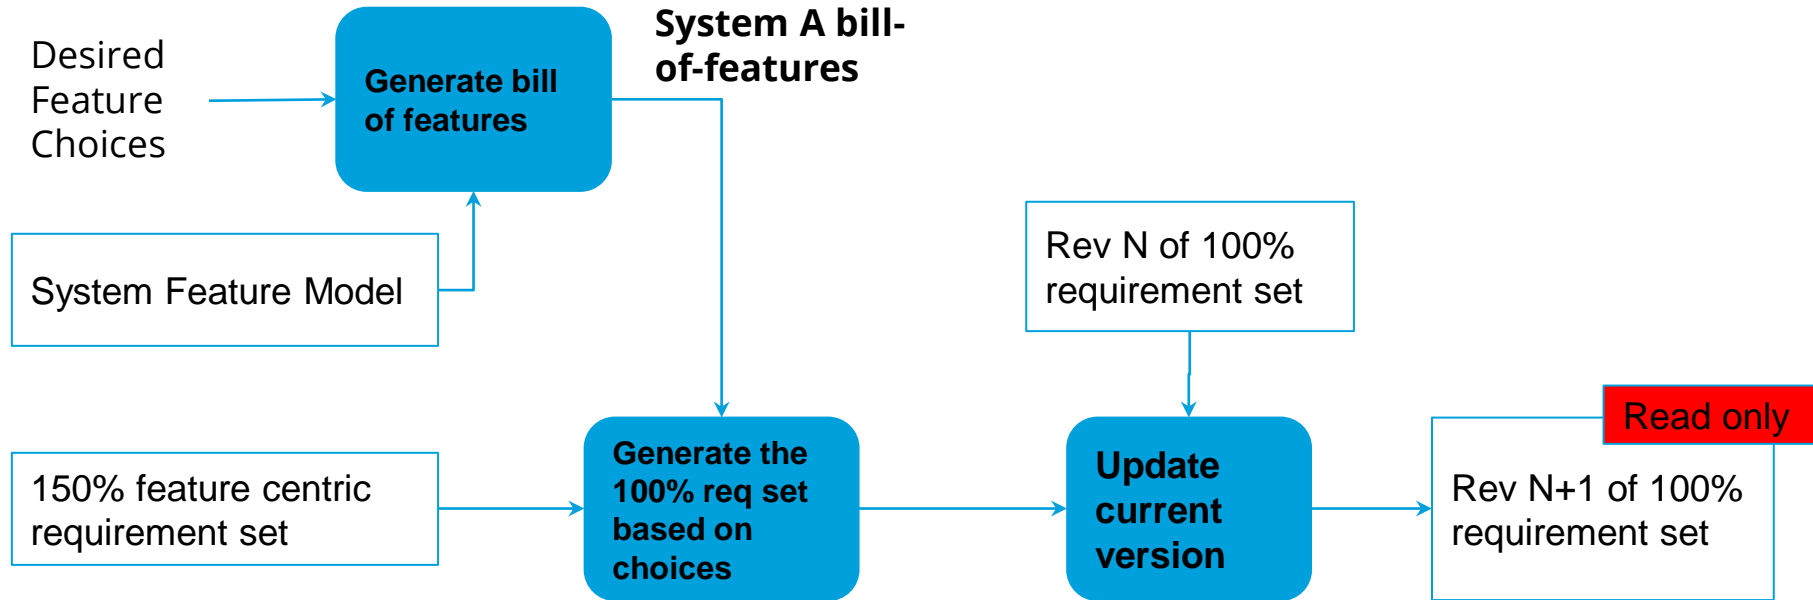 Desired
Feature
Choices
Generate bill
of features
System A bill-
of-features
System Feature Model
Rev N of 100%
requirement set
150% feature centric
requirement set
Generate the
100% req set
based on
choices
Update
current
version
Read only
Rev N+1 of 100%
requirement set